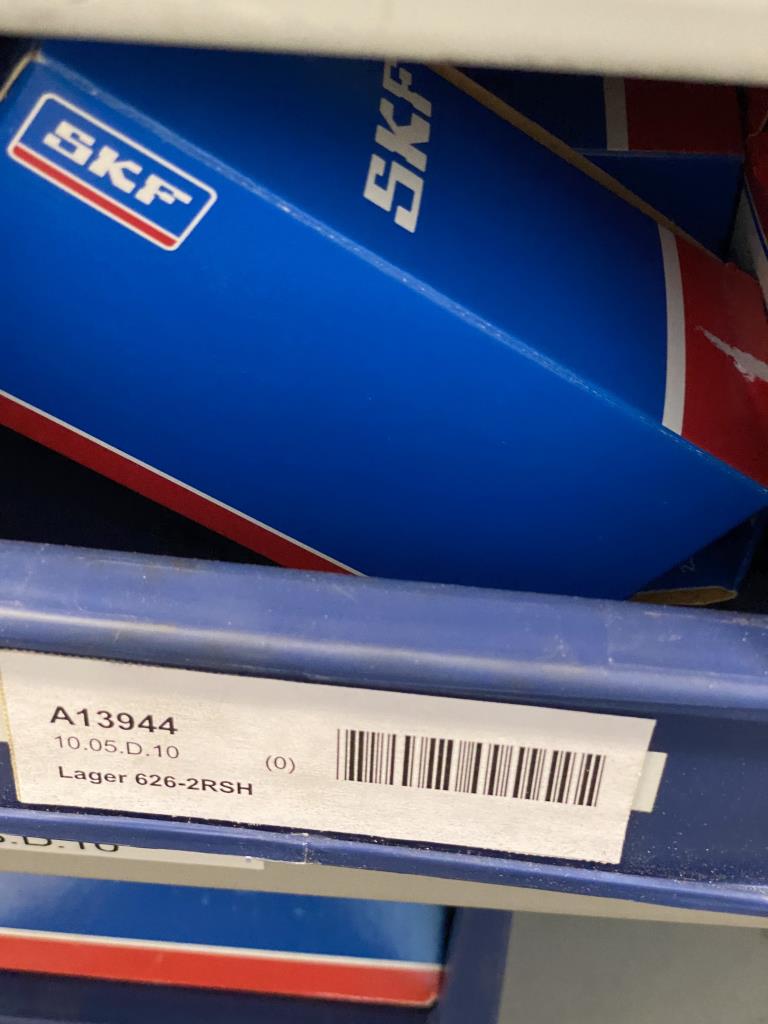 SKF
SKF
A13944
10.05.D.10
(0)
Lager 626-2RSH